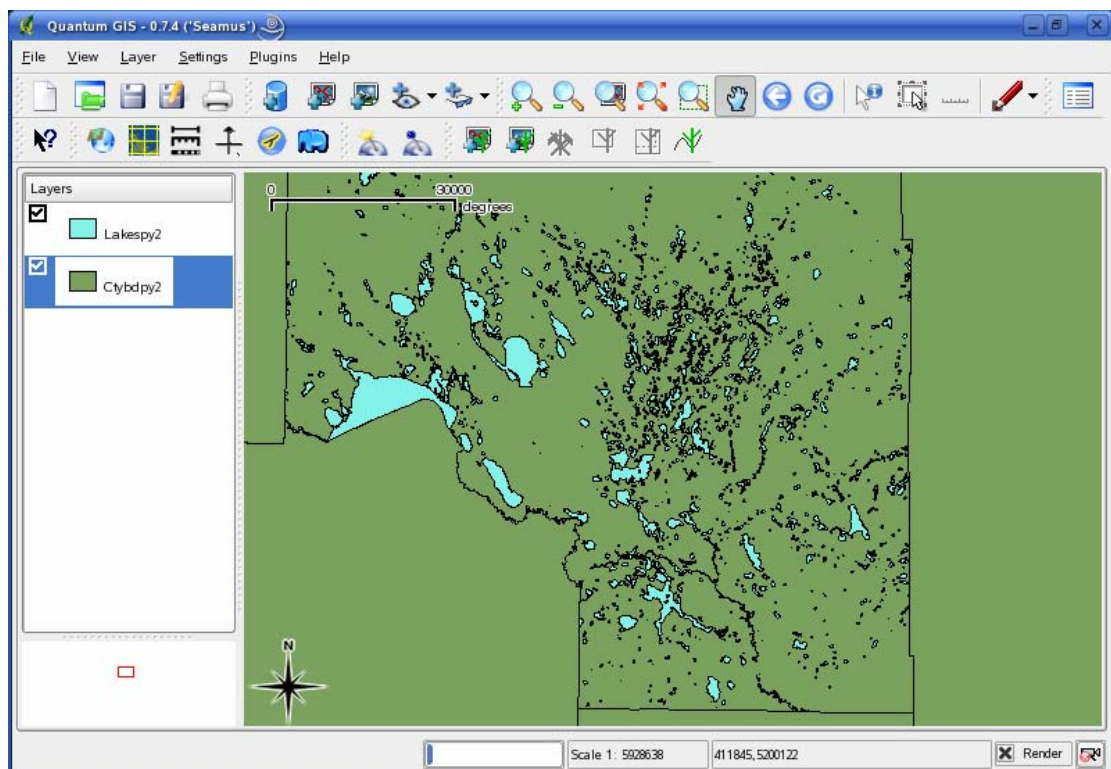 Quantum GIS - 0.7.4 ('Seamus')
File View Layer Settings Plugins Help
Layers
Lakespy2
Ctybdpy2
0 30000
degrees
N
Scale 1: 5928638
411845,5200122
Render